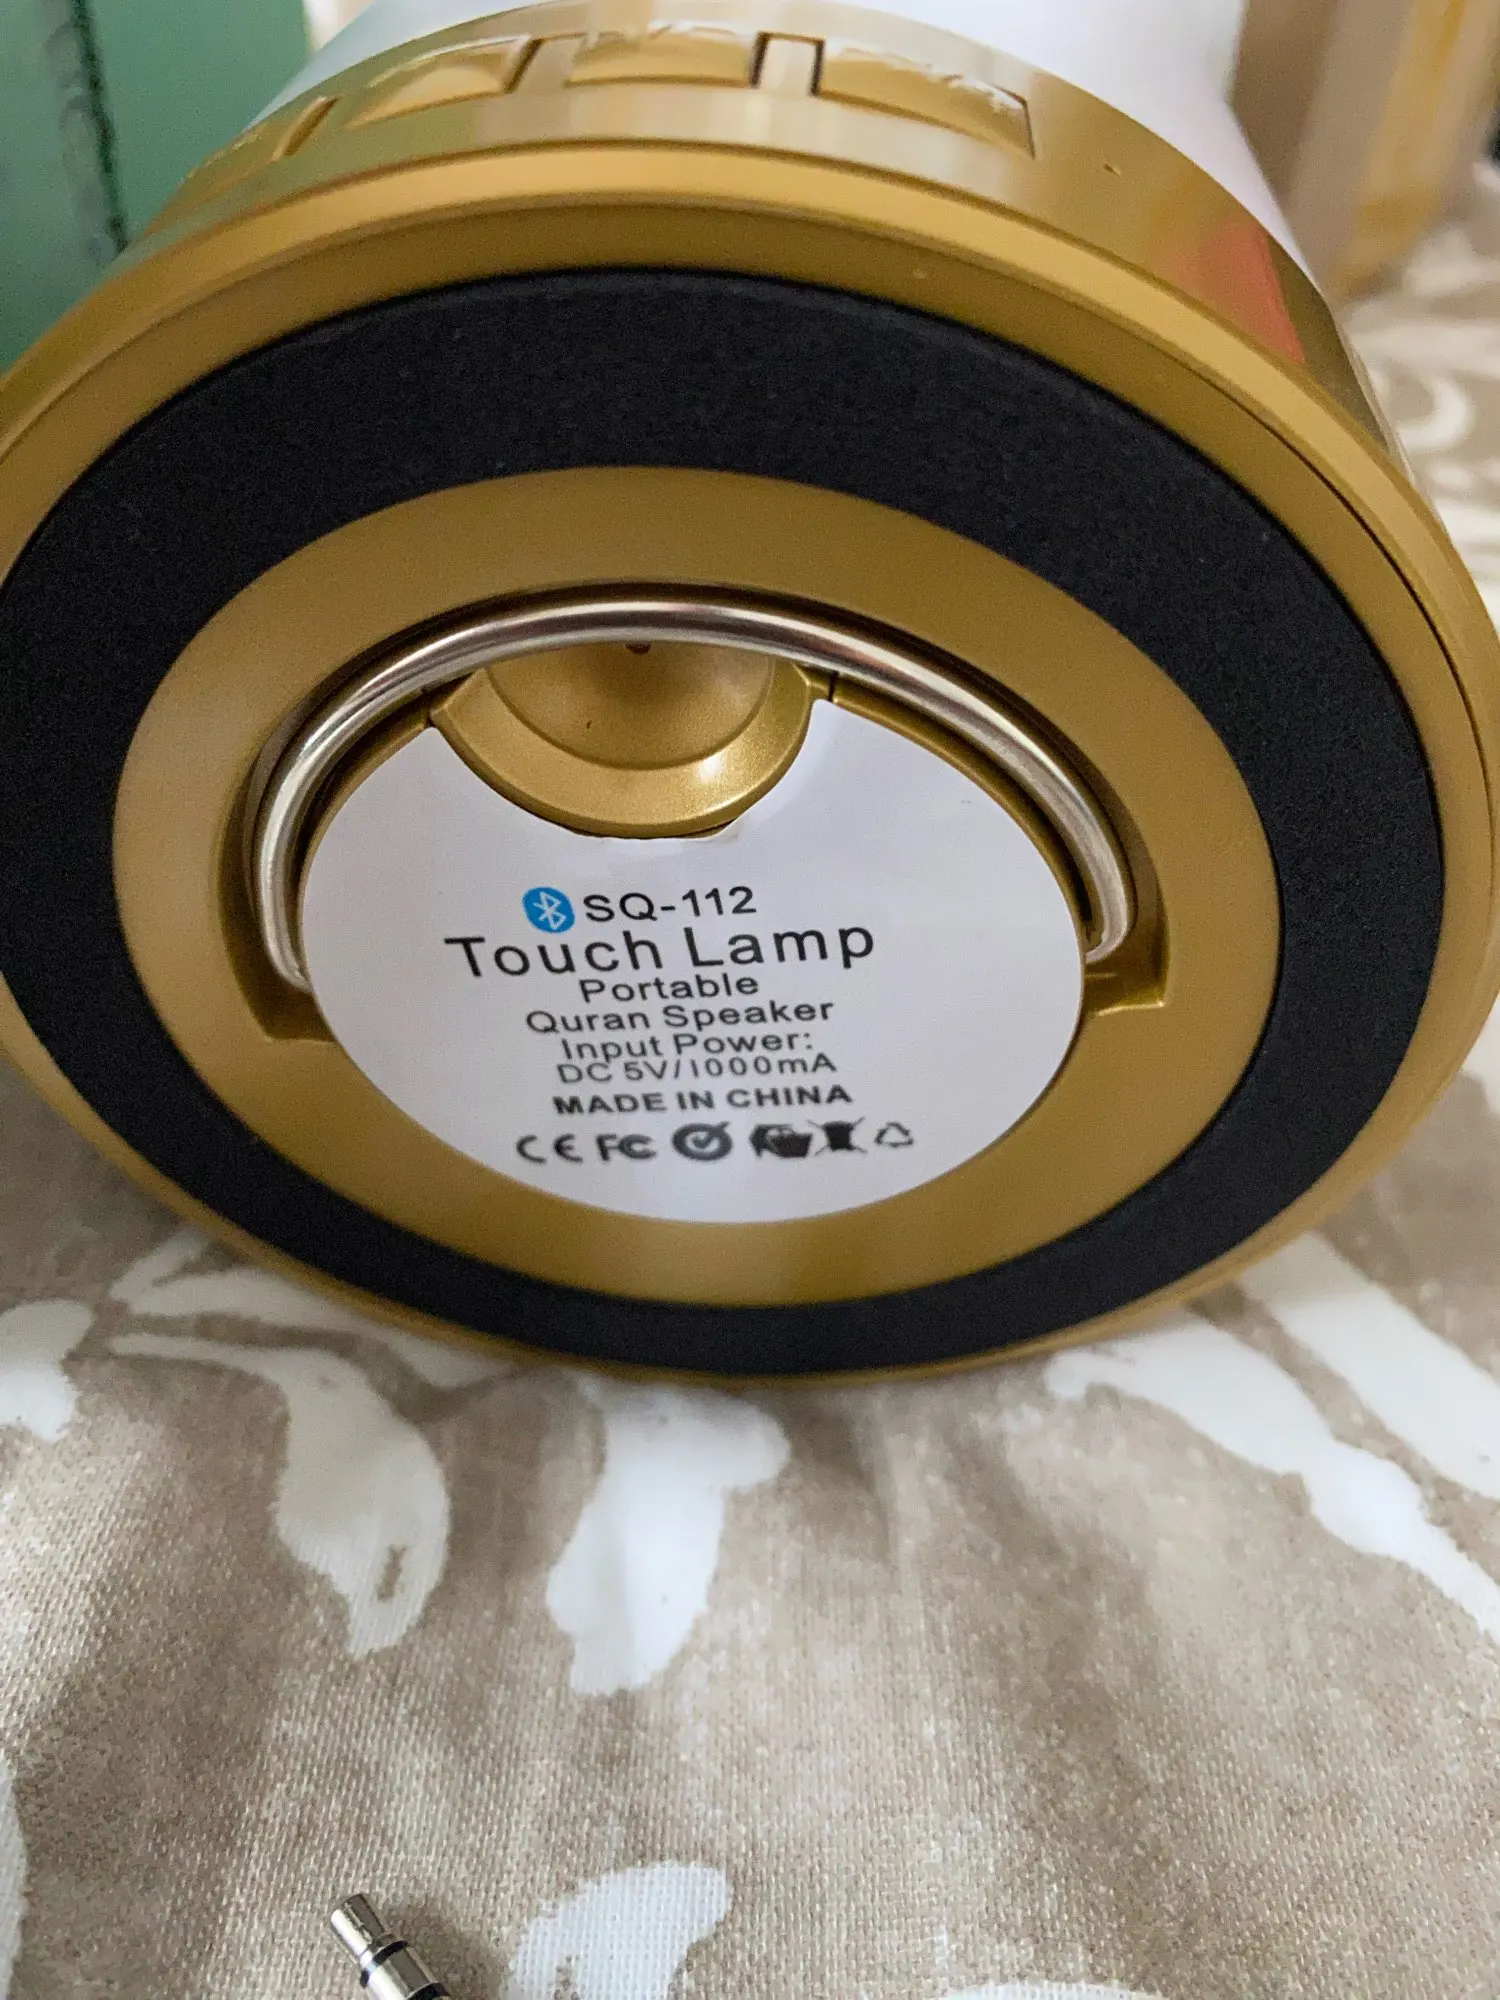 SQ-112
Touch Lamp
Portable
Quran Speaker
Input Power:
DC 5V/1000mA
MADE IN CHINA
CE FC